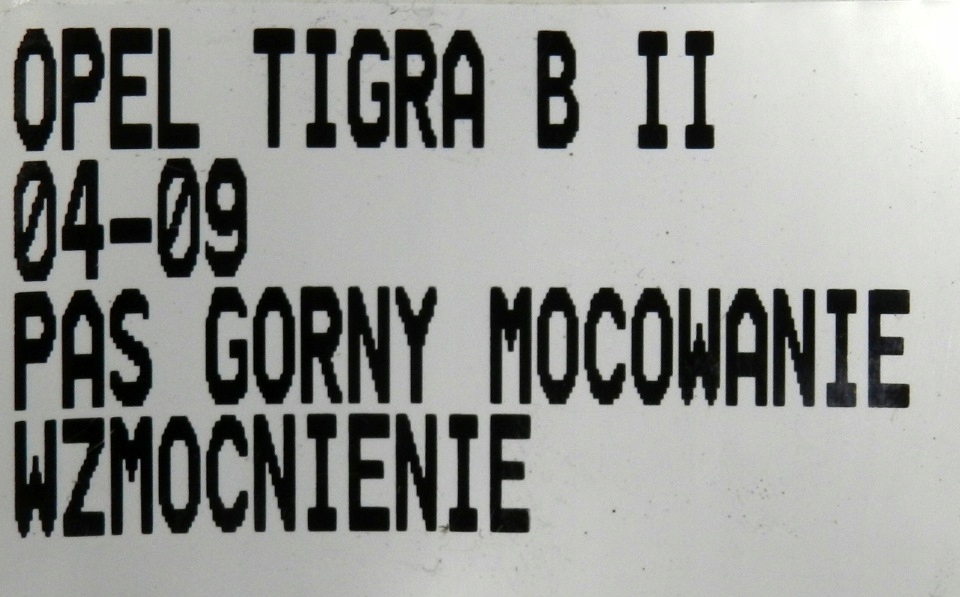 OPEL TIGRA B II
04-09
PAS GORNY MOCOWANIE
WZMOCNIENIE